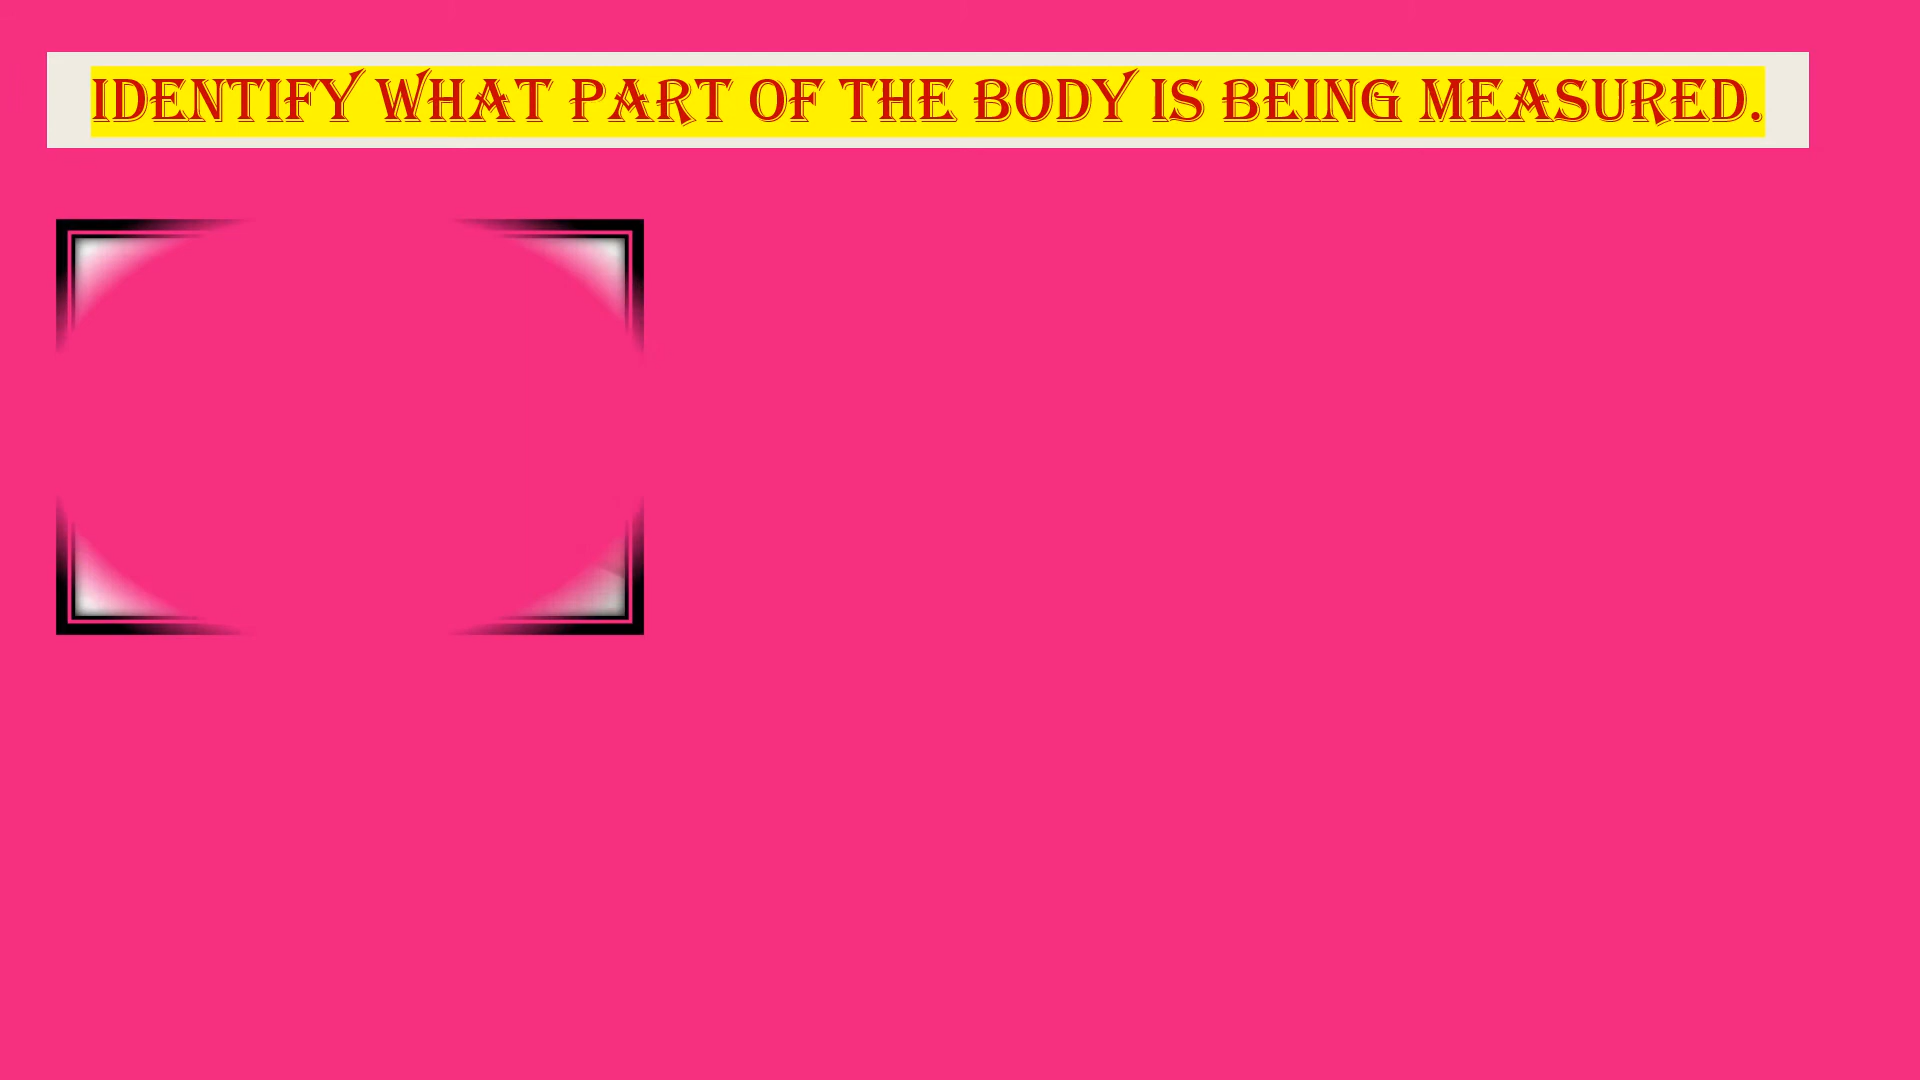 IDENTIFY WHAT PART OF THE BODY IS BEING MEASURED.